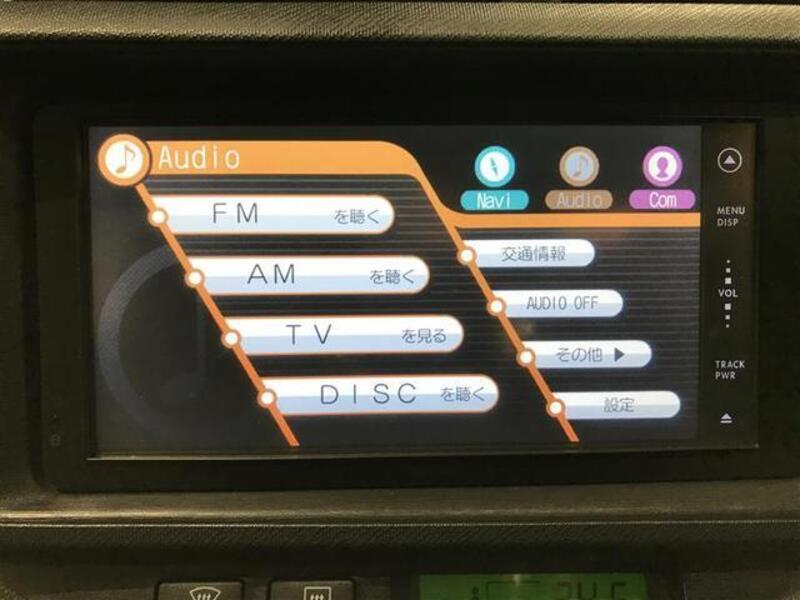 Audio
Navi
Audio
Com
FM を聴く
AM を聴く
TV を見る
DISC を聴く
交通情報
AUDIO OFF
その他 ▶
設定
MENU
DISP
VOL
TRACK
PWR